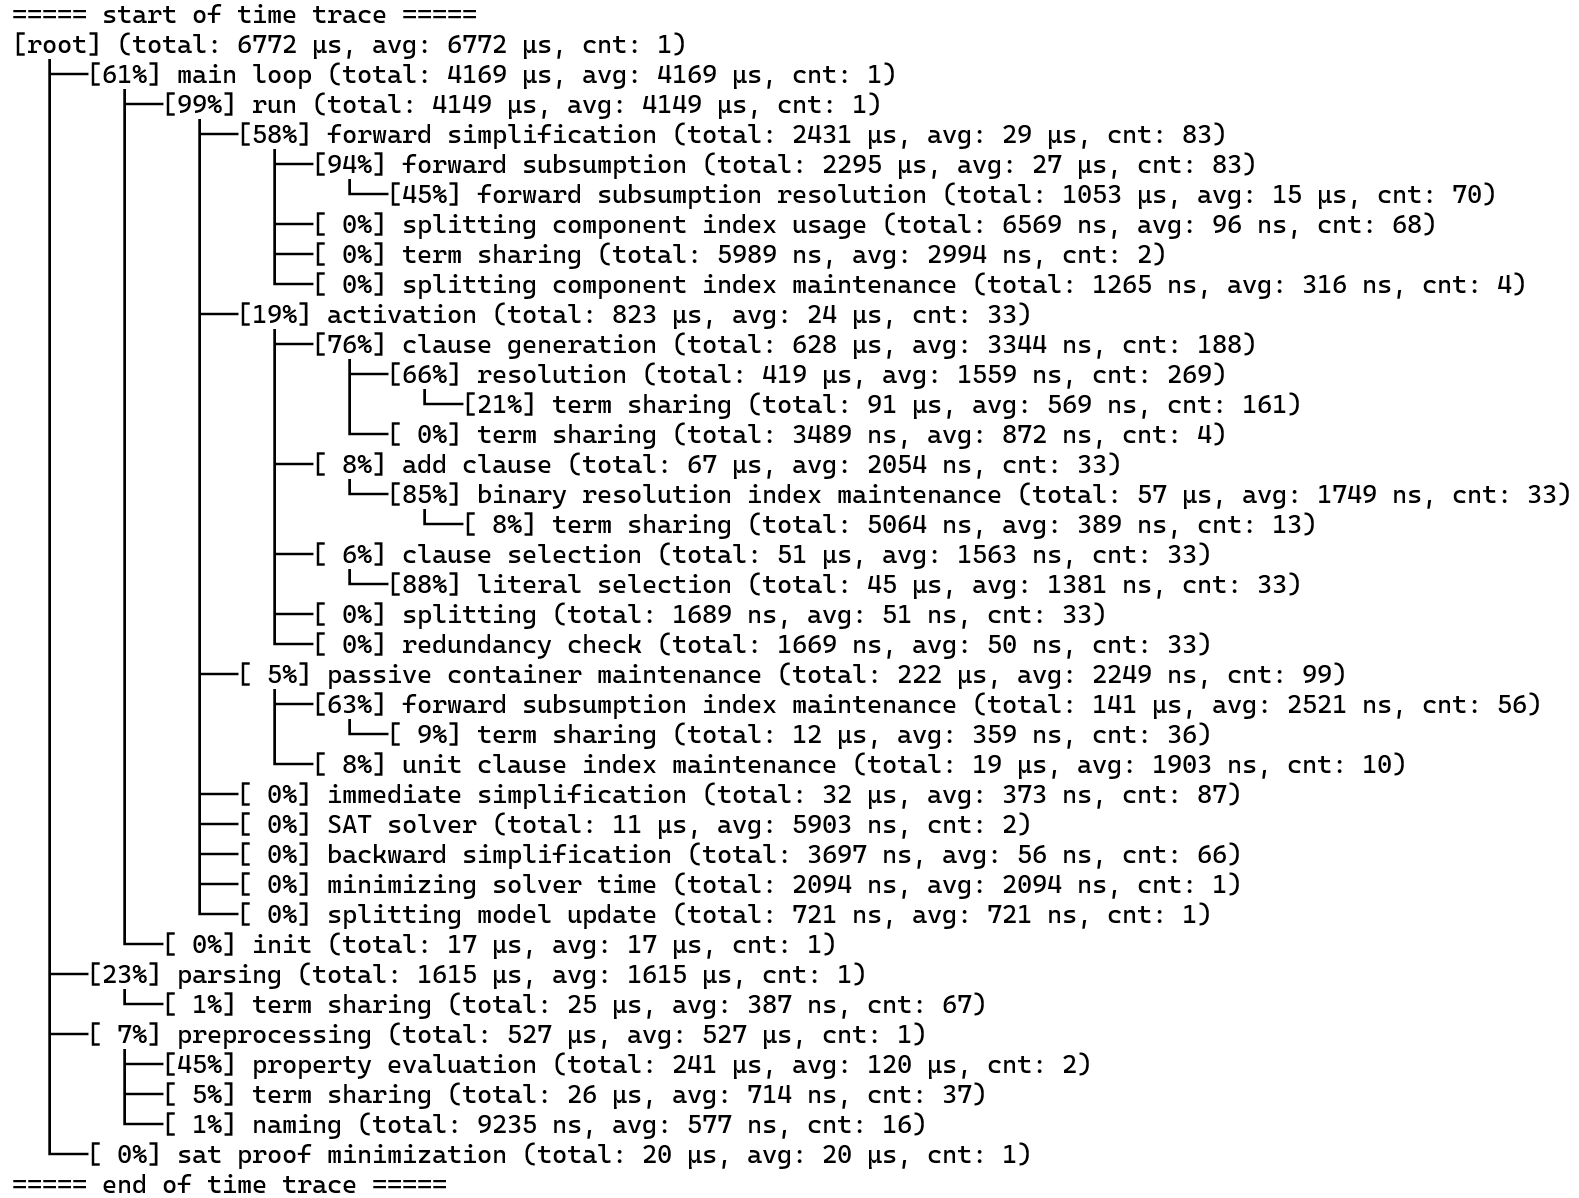 ===== start of time trace =====
[root] (total: 6772 μs, avg: 6772 μs, cnt: 1)
├──[61%] main loop (total: 4169 μs, avg: 4169 μs, cnt: 1)
│ ├──[99%] run (total: 4149 μs, avg: 4149 μs, cnt: 1)
│ │ ├──[58%] forward simplification (total: 2431 μs, avg: 29 μs, cnt: 83)
│ │ │ ├──[94%] forward subsumption (total: 2295 μs, avg: 27 μs, cnt: 83)
│ │ │ │ └──[45%] forward subsumption resolution (total: 1053 μs, avg: 15 μs, cnt: 70)
│ │ │ ├──[ 0%] splitting component index usage (total: 6569 ns, avg: 96 ns, cnt: 68)
│ │ │ ├──[ 0%] term sharing (total: 5989 ns, avg: 2994 ns, cnt: 2)
│ │ │ └──[ 0%] splitting component index maintenance (total: 1265 ns, avg: 316 ns, cnt: 4)
│ │ ├──[19%] activation (total: 823 μs, avg: 24 μs, cnt: 33)
│ │ │ ├──[76%] clause generation (total: 628 μs, avg: 3344 ns, cnt: 188)
│ │ │ │ ├──[66%] resolution (total: 419 μs, avg: 1559 ns, cnt: 269)
│ │ │ │ │ └──[21%] term sharing (total: 91 μs, avg: 569 ns, cnt: 161)
│ │ │ │ └──[ 0%] term sharing (total: 3489 ns, avg: 872 ns, cnt: 4)
│ │ │ ├──[ 8%] add clause (total: 67 μs, avg: 2054 ns, cnt: 33)
│ │ │ │ └──[85%] binary resolution index maintenance (total: 57 μs, avg: 1749 ns, cnt: 33)
│ │ │ │ └──[ 8%] term sharing (total: 5064 ns, avg: 389 ns, cnt: 13)
│ │ │ ├──[ 6%] clause selection (total: 51 μs, avg: 1563 ns, cnt: 33)
│ │ │ │ └──[88%] literal selection (total: 45 μs, avg: 1381 ns, cnt: 33)
│ │ │ ├──[ 0%] splitting (total: 1689 ns, avg: 51 ns, cnt: 33)
│ │ │ └──[ 0%] redundancy check (total: 1669 ns, avg: 50 ns, cnt: 33)
│ │ ├──[ 5%] passive container maintenance (total: 222 μs, avg: 2249 ns, cnt: 99)
│ │ │ ├──[63%] forward subsumption index maintenance (total: 141 μs, avg: 2521 ns, cnt: 56)
│ │ │ │ └──[ 9%] term sharing (total: 12 μs, avg: 359 ns, cnt: 36)
│ │ │ └──[ 8%] unit clause index maintenance (total: 19 μs, avg: 1903 ns, cnt: 10)
│ │ ├──[ 0%] immediate simplification (total: 32 μs, avg: 373 ns, cnt: 87)
│ │ ├──[ 0%] SAT solver (total: 11 μs, avg: 5903 ns, cnt: 2)
│ │ ├──[ 0%] backward simplification (total: 3697 ns, avg: 56 ns, cnt: 66)
│ │ ├──[ 0%] minimizing solver time (total: 2094 ns, avg: 2094 ns, cnt: 1)
│ │ └──[ 0%] splitting model update (total: 721 ns, avg: 721 ns, cnt: 1)
│ └──[ 0%] init (total: 17 μs, avg: 17 μs, cnt: 1)
├──[23%] parsing (total: 1615 μs, avg: 1615 μs, cnt: 1)
│ └──[ 1%] term sharing (total: 25 μs, avg: 387 ns, cnt: 67)
├──[ 7%] preprocessing (total: 527 μs, avg: 527 μs, cnt: 1)
│ ├──[45%] property evaluation (total: 241 μs, avg: 120 μs, cnt: 2)
│ ├──[ 5%] term sharing (total: 26 μs, avg: 714 ns, cnt: 37)
│ └──[ 1%] naming (total: 9235 ns, avg: 577 ns, cnt: 16)
└──[ 0%] sat proof minimization (total: 20 μs, avg: 20 μs, cnt: 1)
===== end of time trace =====